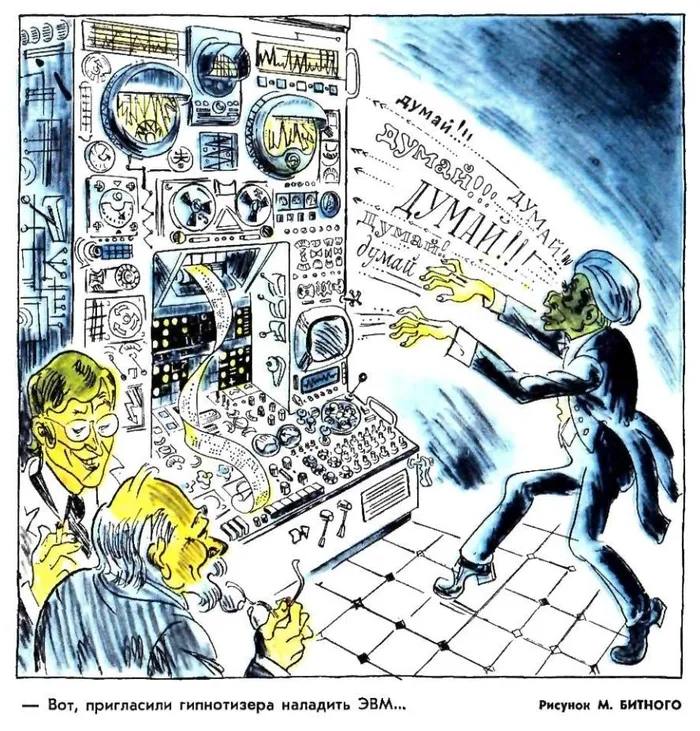 думай!!!
думай!!!
думай!!
ДУМАЙ!!!
думай!
думай
— Вот, пригласили гипнотизера наладить ЭВМ...
Рисунок М. БИТНОГО